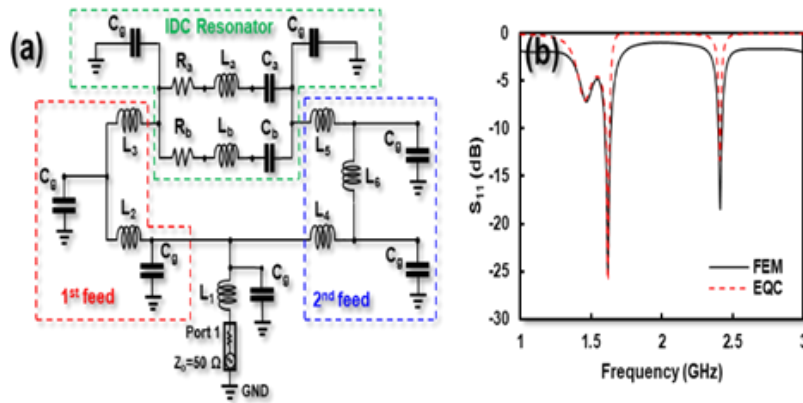 (a)
IDC Resonator
Cg
Cg
Ra
La
Ca
Rb
Lb
Cb
L3
L5
Cg
Cg
L6
L2
L4
Cg
Cg
Cg
1st feed
L1
2nd feed
Port 1
Z0=50 Ω
GND
(b)
S11 (dB)
0
-5
-10
-15
-20
-25
-30
FEM
EQC
1
1.5
2
2.5
3
Frequency (GHz)